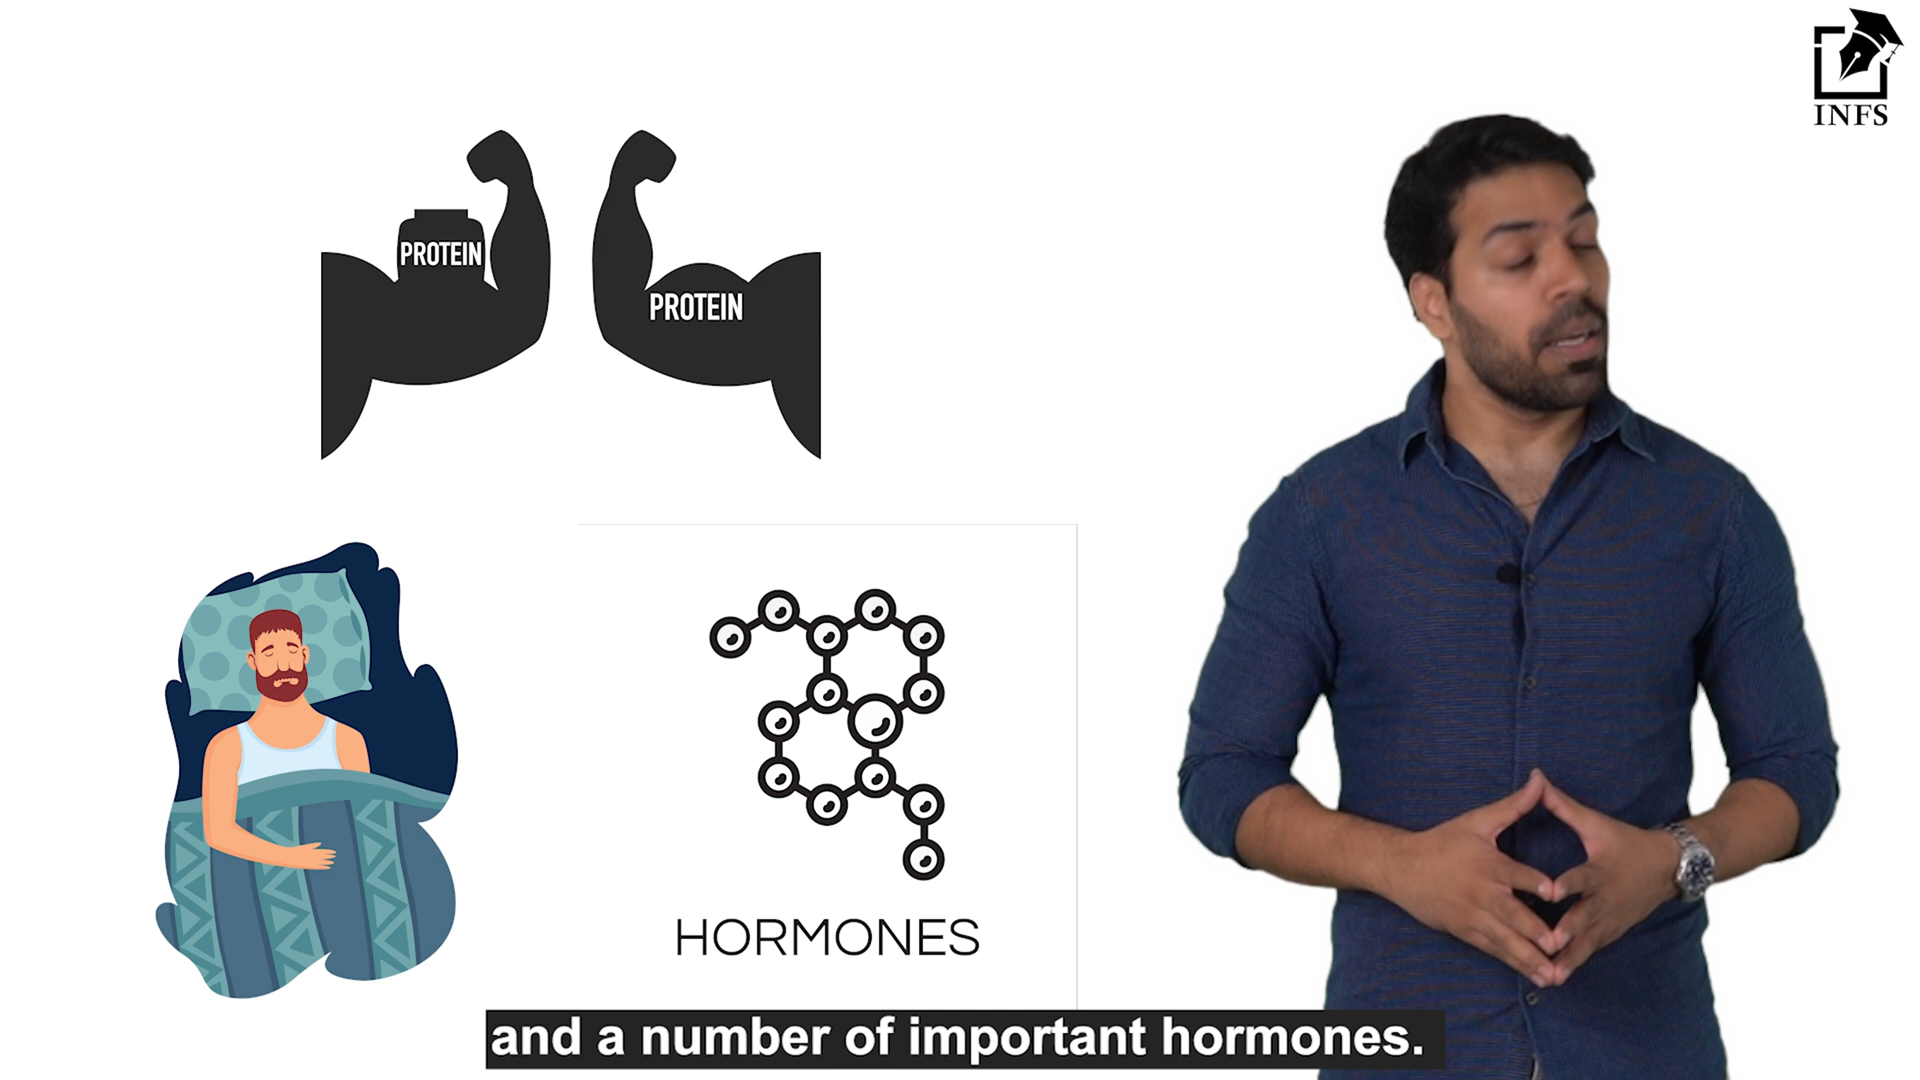 INFS
PROTEIN
PROTEIN
HORMONES
and a number of important hormones.